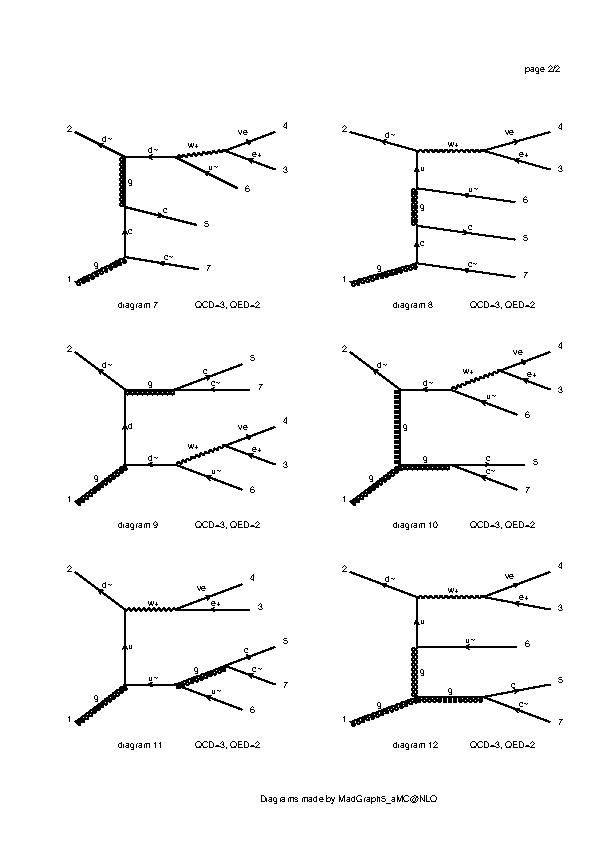 page 2/2
2 d~ d~ w+ ve 4
e+ 3
u~ 6
g
c 5
c
g c~ 7
1
diagram 7 QCD=3, QED=2
2 d~ w+ ve 4
e+ 3
u
u~ 6
g
c 5
c
g c~ 7
1
diagram 8 QCD=3, QED=2
2 d~ g c 5
c~ 7
d
d~ w+ ve 4
e+ 3
u~ 6
g
1
diagram 9 QCD=3, QED=2
2 d~ d~ w+ ve 4
e+ 3
u~ 6
g
g g c 5
c~ 7
1
diagram 10 QCD=3, QED=2
2 d~ w+ ve 4
e+ 3
u
u~ g c 5
c~ 7
u~ 6
g
1
diagram 11 QCD=3, QED=2
2 d~ w+ ve 4
e+ 3
u
u~ 6
g
g g c 5
c~ 7
1
diagram 12 QCD=3, QED=2
Diagrams made by MadGraph5_aMC@NLO